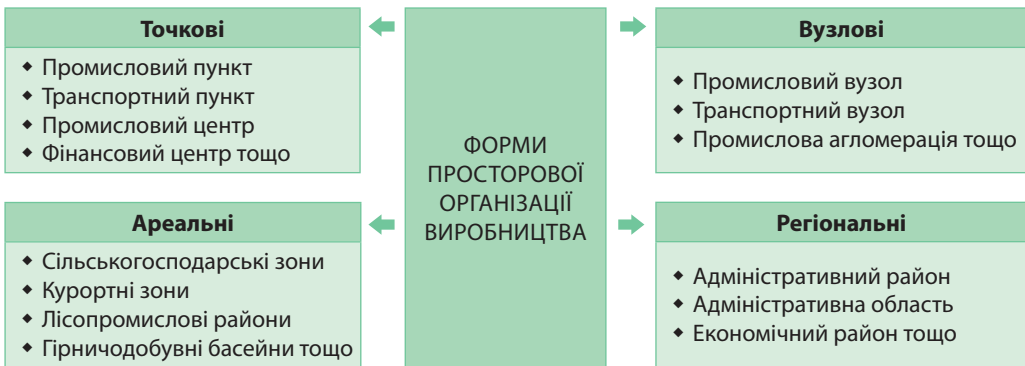 Точкові
◆ Промисловий пункт
◆ Транспортний пункт
◆ Промисловий центр
◆ Фінансовий центр тощо
Ареальні
◆ Сільськогосподарські зони
◆ Курортні зони
◆ Лісопромислові райони
◆ Гірничодобувні басейни тощо
ФОРМИ
ПРОСТОРОВОЇ
ОРГАНІЗАЦІЇ
ВИРОБНИЦТВА
Вузлові
◆ Промисловий вузол
◆ Транспортний вузол
◆ Промислова агломерація тощо
Регіональні
◆ Адміністративний район
◆ Адміністративна область
◆ Економічний район тощо